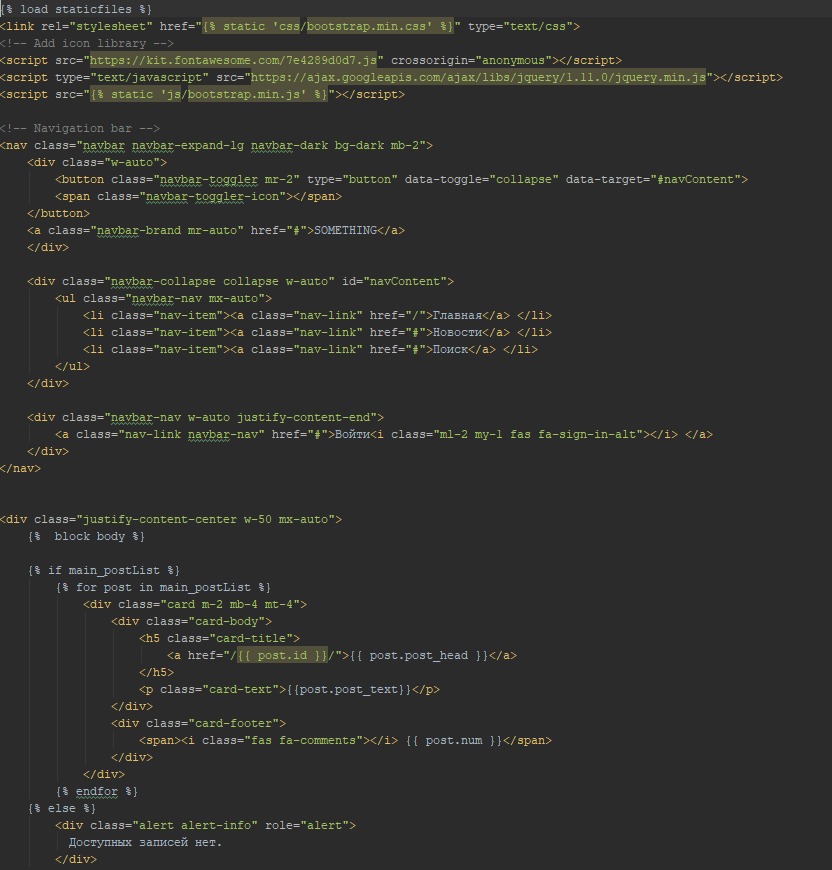 {% load staticfiles %}
<link rel="stylesheet" href="{% static 'css/bootstrap.min.css' %}" type="text/css">
<!-- Add icon library -->
<script src="https://kit.fontawesome.com/7e4289d0d7.js" crossorigin="anonymous"></script>
<script type="text/javascript" src="https://ajax.googleapis.com/ajax/libs/jquery/1.11.0/jquery.min.js"></script>
<script src="{% static 'js/bootstrap.min.js' %}"></script>
<!-- Navigation bar -->
<nav class="navbar navbar-expand-lg navbar-dark bg-dark mb-2">
<div class="w-auto">
<button class="navbar-toggler mr-2" type="button" data-toggle="collapse" data-target="#navContent">
<span class="navbar-toggler-icon"></span>
</button>
<a class="navbar-brand mr-auto" href="#">SOMETHING</a>
</div>
<div class="navbar-collapse collapse w-auto" id="navContent">
<ul class="navbar-nav mx-auto">
<li class="nav-item"><a class="nav-link" href="/">Главная</a> </li>
<li class="nav-item"><a class="nav-link" href="#">Новости</a> </li>
<li class="nav-item"><a class="nav-link" href="#">Поиск</a> </li>
</ul>
</div>
<div class="navbar-nav w-auto justify-content-end">
<a class="nav-link navbar-nav" href="#">Войти<i class="ml-2 my-1 fas fa-sign-in-alt"></i> </a>
</div>
</nav>
<div class="justify-content-center w-50 mx-auto">
{%  block body %}
{% if main_postList %}
{% for post in main_postList %}
<div class="card m-2 mb-4 mt-4">
<div class="card-body">
<h5 class="card-title">
<a href="/{{ post.id }}/">{{ post.post_head }}</a>
</h5>
<p class="card-text">{{post.post_text}}</p>
</div>
<div class="card-footer">
<span><i class="fas fa-comments"></i> {{ post.num }}</span>
</div>
</div>
{% endfor %}
{% else %}
<div class="alert alert-info" role="alert">
Доступных записей нет.
</div>